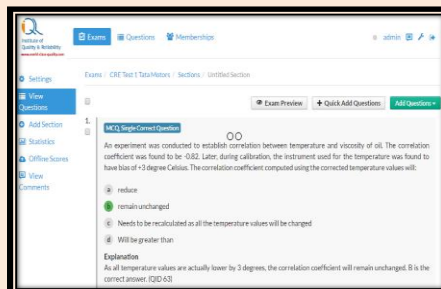 Institute of
Quality & Reliability
www.world-class-quality.com
Exams
Questions
Memberships
admin
Settings
View
Questions
Add Section
Statistics
Offline Scores
View
Comments
Exams / CRE Test 1 Tata Motors / Sections / Untitled Section
Exam Preview
+ Quick Add Questions
Add Questions
1.
MCQ, Single Correct Question
An experiment was conducted to establish correlation between temperature and viscosity of oil. The correlation
coefficient was found to be -0.82. Later, during calibration, the instrument used for the temperature was found to
have bias of +3 degree Celsius. The correlation coefficient computed using the corrected temperature values will:
a reduce
b remain unchanged
c Needs to be recalculated as all the temperature values will be changed
d Will be greater than
Explanation
As all temperature values are actually lower by 3 degrees, the correlation coefficient will remain unchanged. B is the
correct answer. (QID 63)